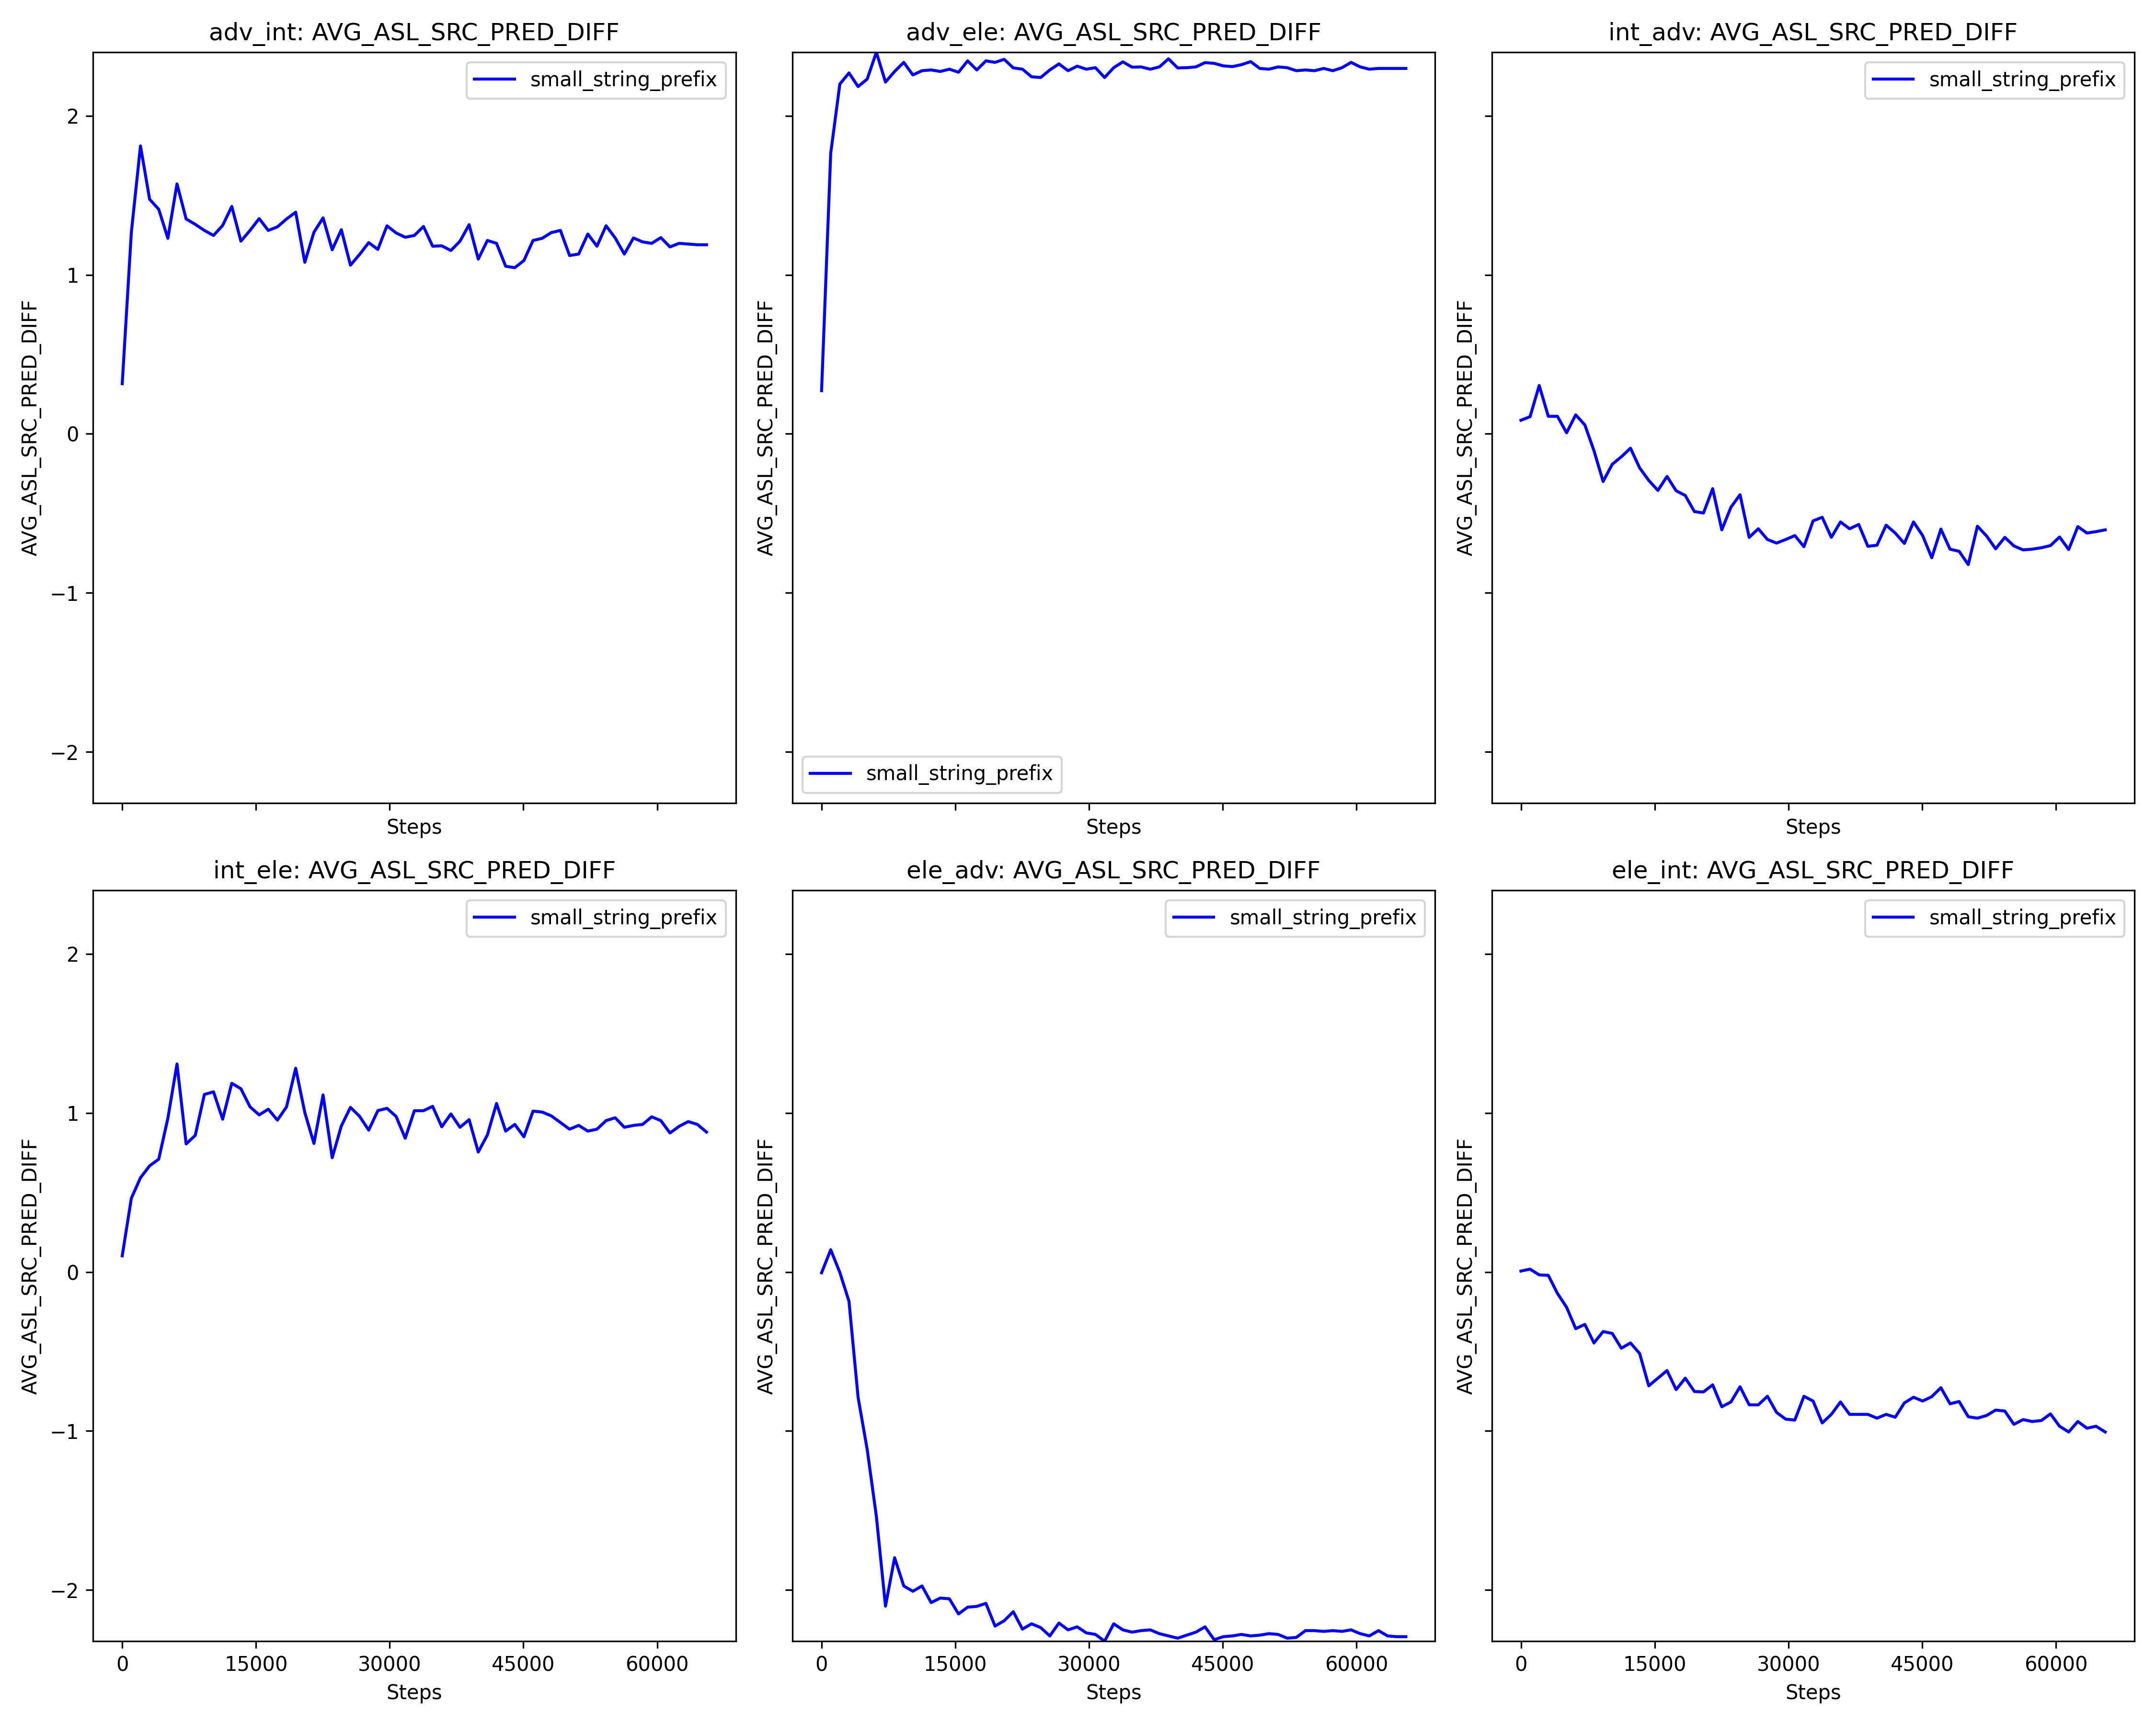 adv_int: AVG_ASL_SRC_PRED_DIFF
small_string_prefix
AVG_ASL_SRC_PRED_DIFF
2
1
0
−1
−2
Steps
adv_ele: AVG_ASL_SRC_PRED_DIFF
AVG_ASL_SRC_PRED_DIFF
small_string_prefix
Steps
int_adv: AVG_ASL_SRC_PRED_DIFF
small_string_prefix
AVG_ASL_SRC_PRED_DIFF
Steps
int_ele: AVG_ASL_SRC_PRED_DIFF
small_string_prefix
AVG_ASL_SRC_PRED_DIFF
2
1
0
−1
−2
0 15000 30000 45000 60000
Steps
ele_adv: AVG_ASL_SRC_PRED_DIFF
small_string_prefix
AVG_ASL_SRC_PRED_DIFF
0 15000 30000 45000 60000
Steps
ele_int: AVG_ASL_SRC_PRED_DIFF
small_string_prefix
AVG_ASL_SRC_PRED_DIFF
0 15000 30000 45000 60000
Steps